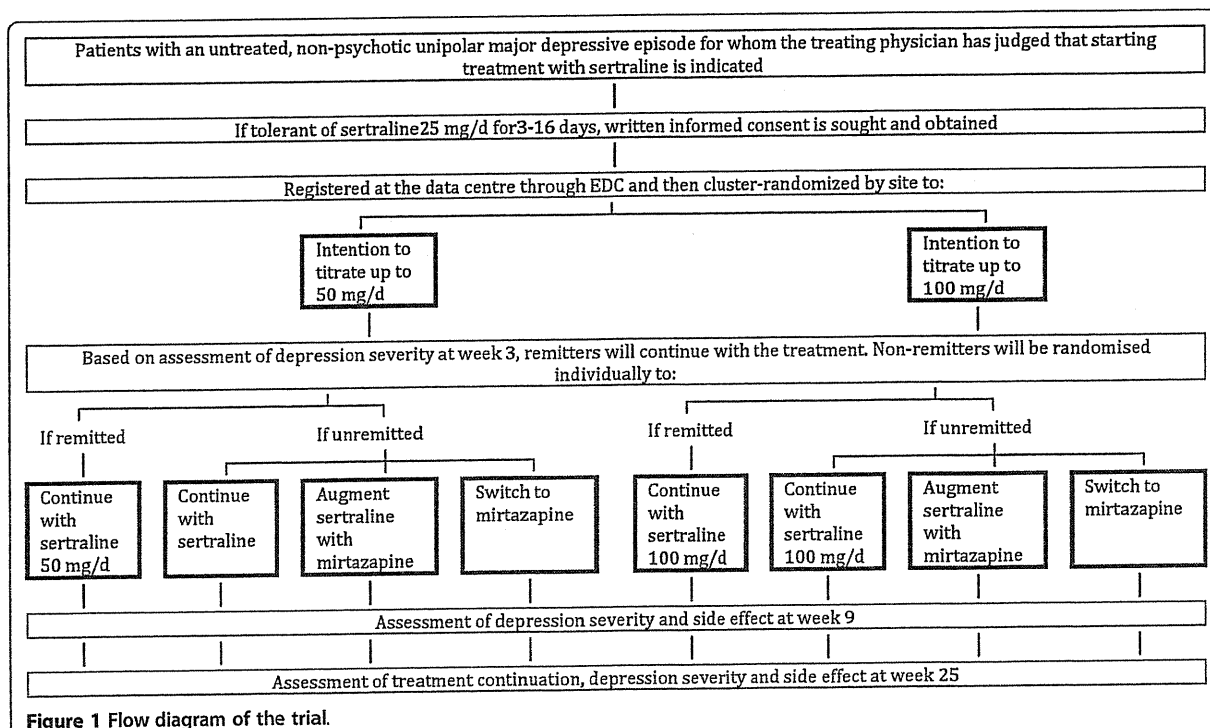 Patients with an untreated, non-psychotic unipolar major depressive episode for whom the treating physician has judged that starting
treatment with sertraline is indicated
If tolerant of sertraline25 mg/d for3-16 days, written informed consent is sought and obtained
Registered at the data centre through EDC and then cluster-randomized by site to:
Intention to
titrate up to
50 mg/d
Intention to
titrate up to
100 mg/d
Based on assessment of depression severity at week 3, remitters will continue with the treatment. Non-remitters will be randomised
individually to:
If remitted
If unremitted
If remitted
If unremitted
Continue
with
sertraline
50 mg/d
Continue
with
sertraline
Augment
sertraline
with
mirtazapine
Switch to
mirtazapine
Continue
with
sertraline
100 mg/d
Continue
with
sertraline
100 mg/d
Augment
sertraline
with
mirtazapine
Switch to
mirtazapine
Assessment of depression severity and side effect at week 9
Assessment of treatment continuation, depression severity and side effect at week 25
Figure 1 Flow diagram of the trial.